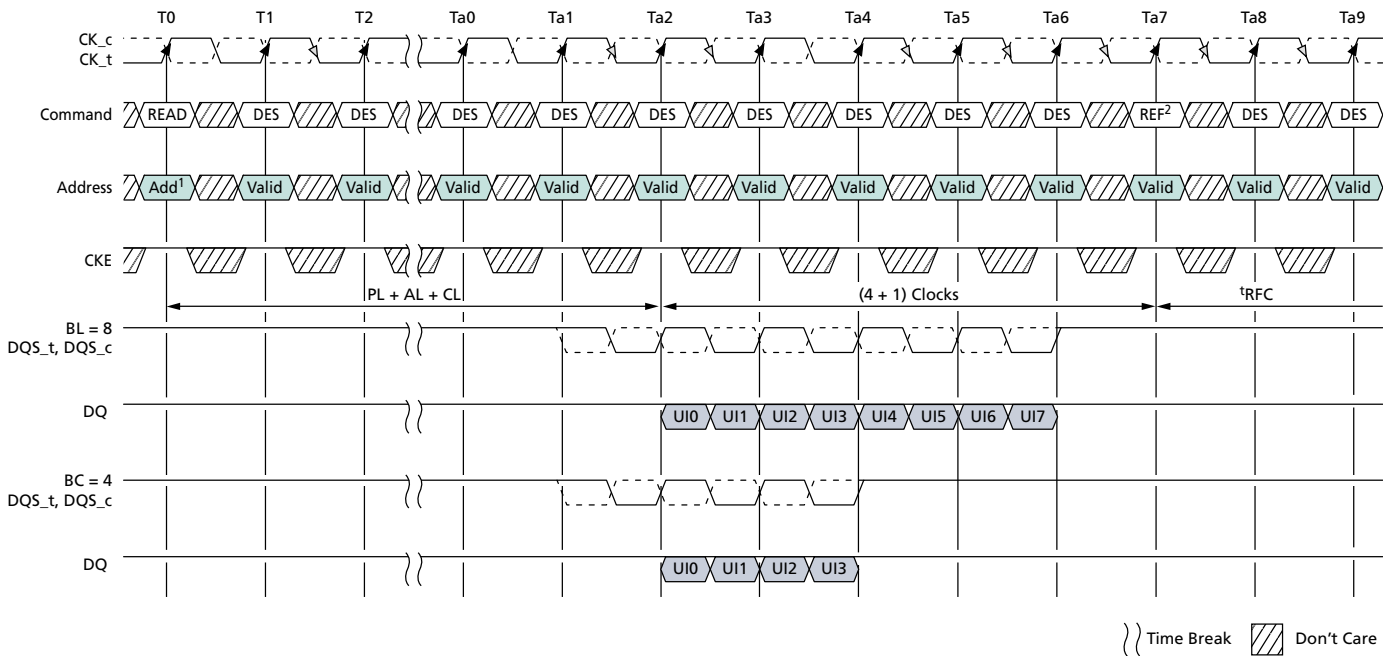 T0 T1 T2 Ta0 Ta1 Ta2 Ta3 Ta4 Ta5 Ta6 Ta7 Ta8 Ta9
CK_c
CK_t
Command READ DES DES DES DES DES DES DES DES DES REF2 DES DES
Address Add1 Valid Valid Valid Valid Valid Valid Valid Valid Valid Valid Valid Valid
CKE
PL + AL + CL (4 + 1) Clocks tRFC
BL = 8
DQS_t, DQS_c
DQ UI0 UI1 UI2 UI3 UI4 UI5 UI6 UI7
BC = 4
DQS_t, DQS_c
DQ UI0 UI1 UI2 UI3
Time Break Don't Care